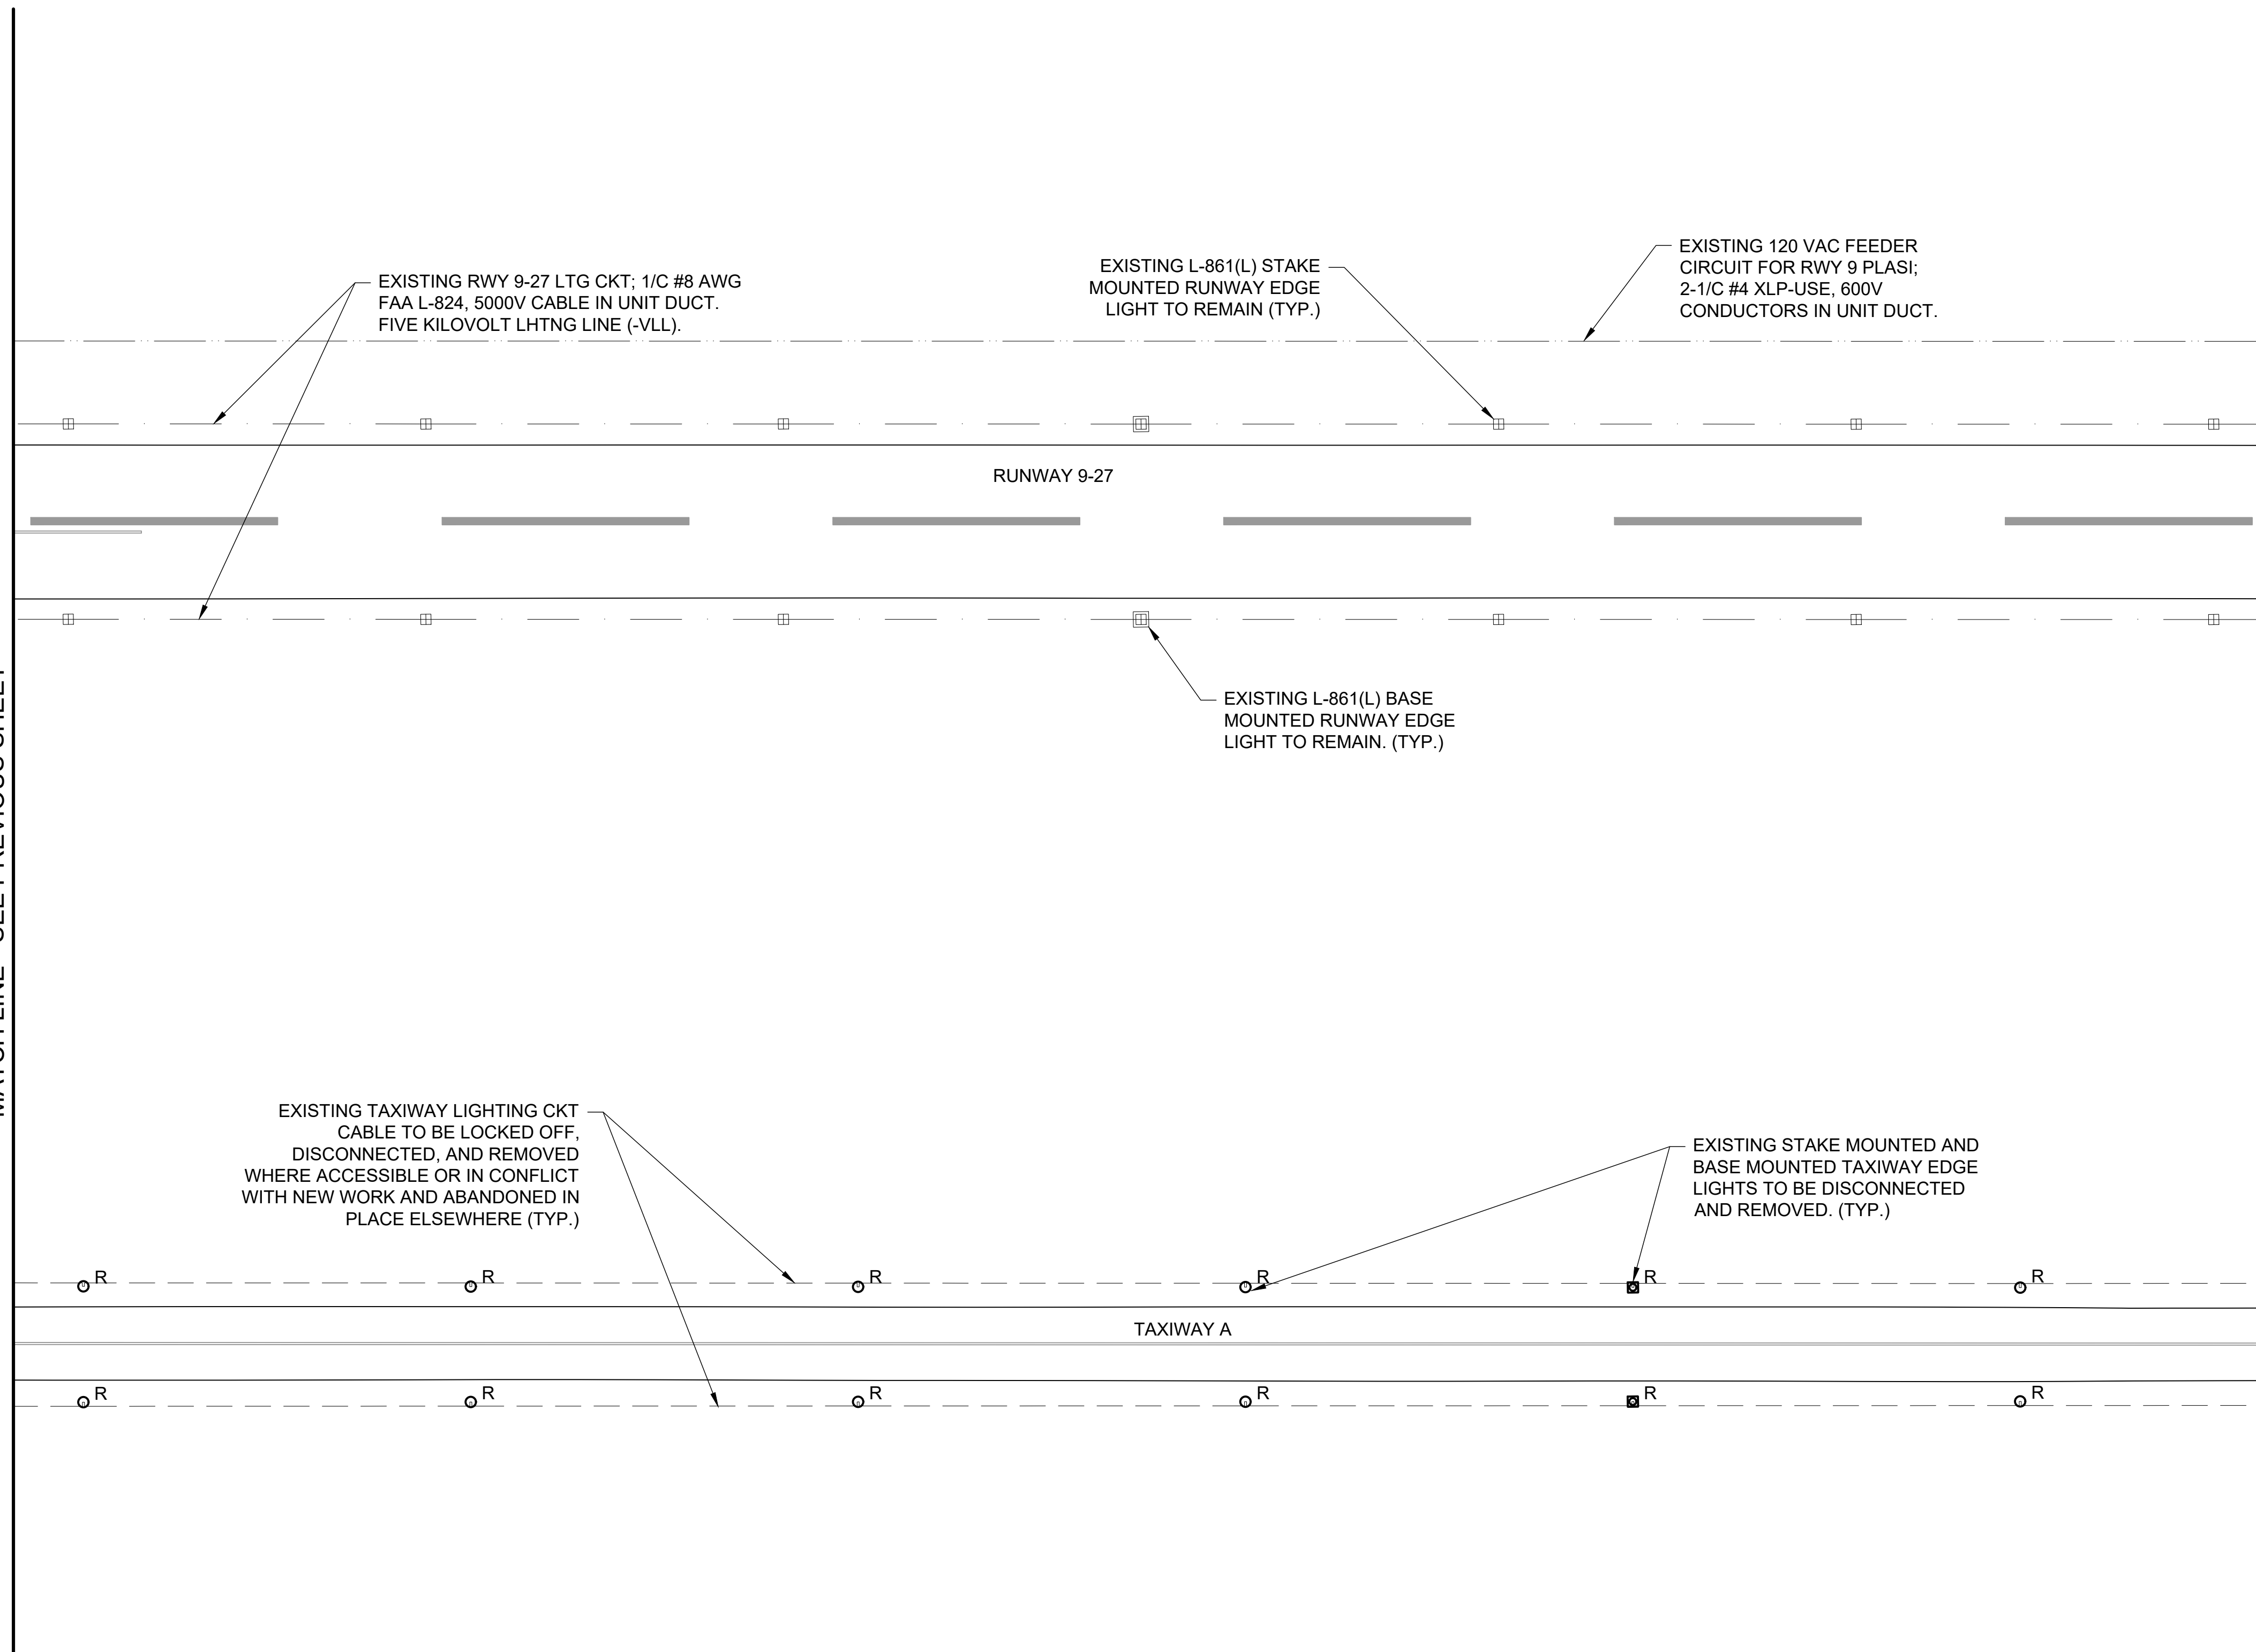 EXISTING 120 VAC FEEDER
CIRCUIT FOR RWY 9 PLASI;
2-1/C #4 XLP-USE, 600V
CONDUCTORS IN UNIT DUCT.
EXISTING L-861(L) STAKE
MOUNTED RUNWAY EDGE
LIGHT TO REMAIN (TYP.)
EXISTING RWY 9-27 LTG CKT; 1/C #8 AWG
FAA L-824, 5000V CABLE IN UNIT DUCT.
FIVE KILOVOLT LHTNG LINE (-VLL).
RUNWAY 9-27
EXISTING L-861(L) BASE
MOUNTED RUNWAY EDGE
LIGHT TO REMAIN. (TYP.)
EXISTING TAXIWAY LIGHTING CKT
CABLE TO BE LOCKED OFF,
DISCONNECTED, AND REMOVED
WHERE ACCESSIBLE OR IN CONFLICT
WITH NEW WORK AND ABANDONED IN
PLACE ELSEWHERE (TYP.)
EXISTING STAKE MOUNTED AND
BASE MOUNTED TAXIWAY EDGE
LIGHTS TO BE DISCONNECTED
AND REMOVED. (TYP.)
R R R R R R
TAXIWAY A
R R R R R R